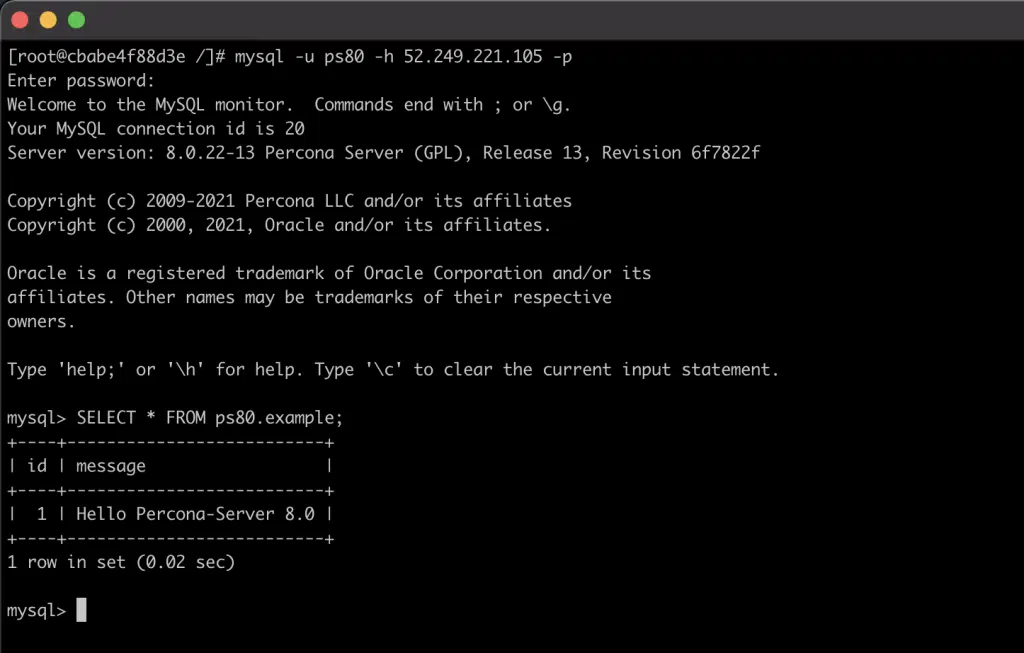 [root@cbabe4f88d3e /]# mysql -u ps80 -h 52.249.221.105 -p
Enter password:
Welcome to the MySQL monitor.  Commands end with ; or \g.
Your MySQL connection id is 20
Server version: 8.0.22-13 Percona Server (GPL), Release 13, Revision 6f7822f

Copyright (c) 2009-2021 Percona LLC and/or its affiliates
Copyright (c) 2000, 2021, Oracle and/or its affiliates.

Oracle is a registered trademark of Oracle Corporation and/or its
affiliates. Other names may be trademarks of their respective
owners.

Type 'help;' or '\h' for help. Type '\c' to clear the current input statement.

mysql> SELECT * FROM ps80.example;
+----+--------------------------+
| id | message                  |
+----+--------------------------+
|  1 | Hello Percona-Server 8.0 |
+----+--------------------------+
1 row in set (0.02 sec)

mysql>